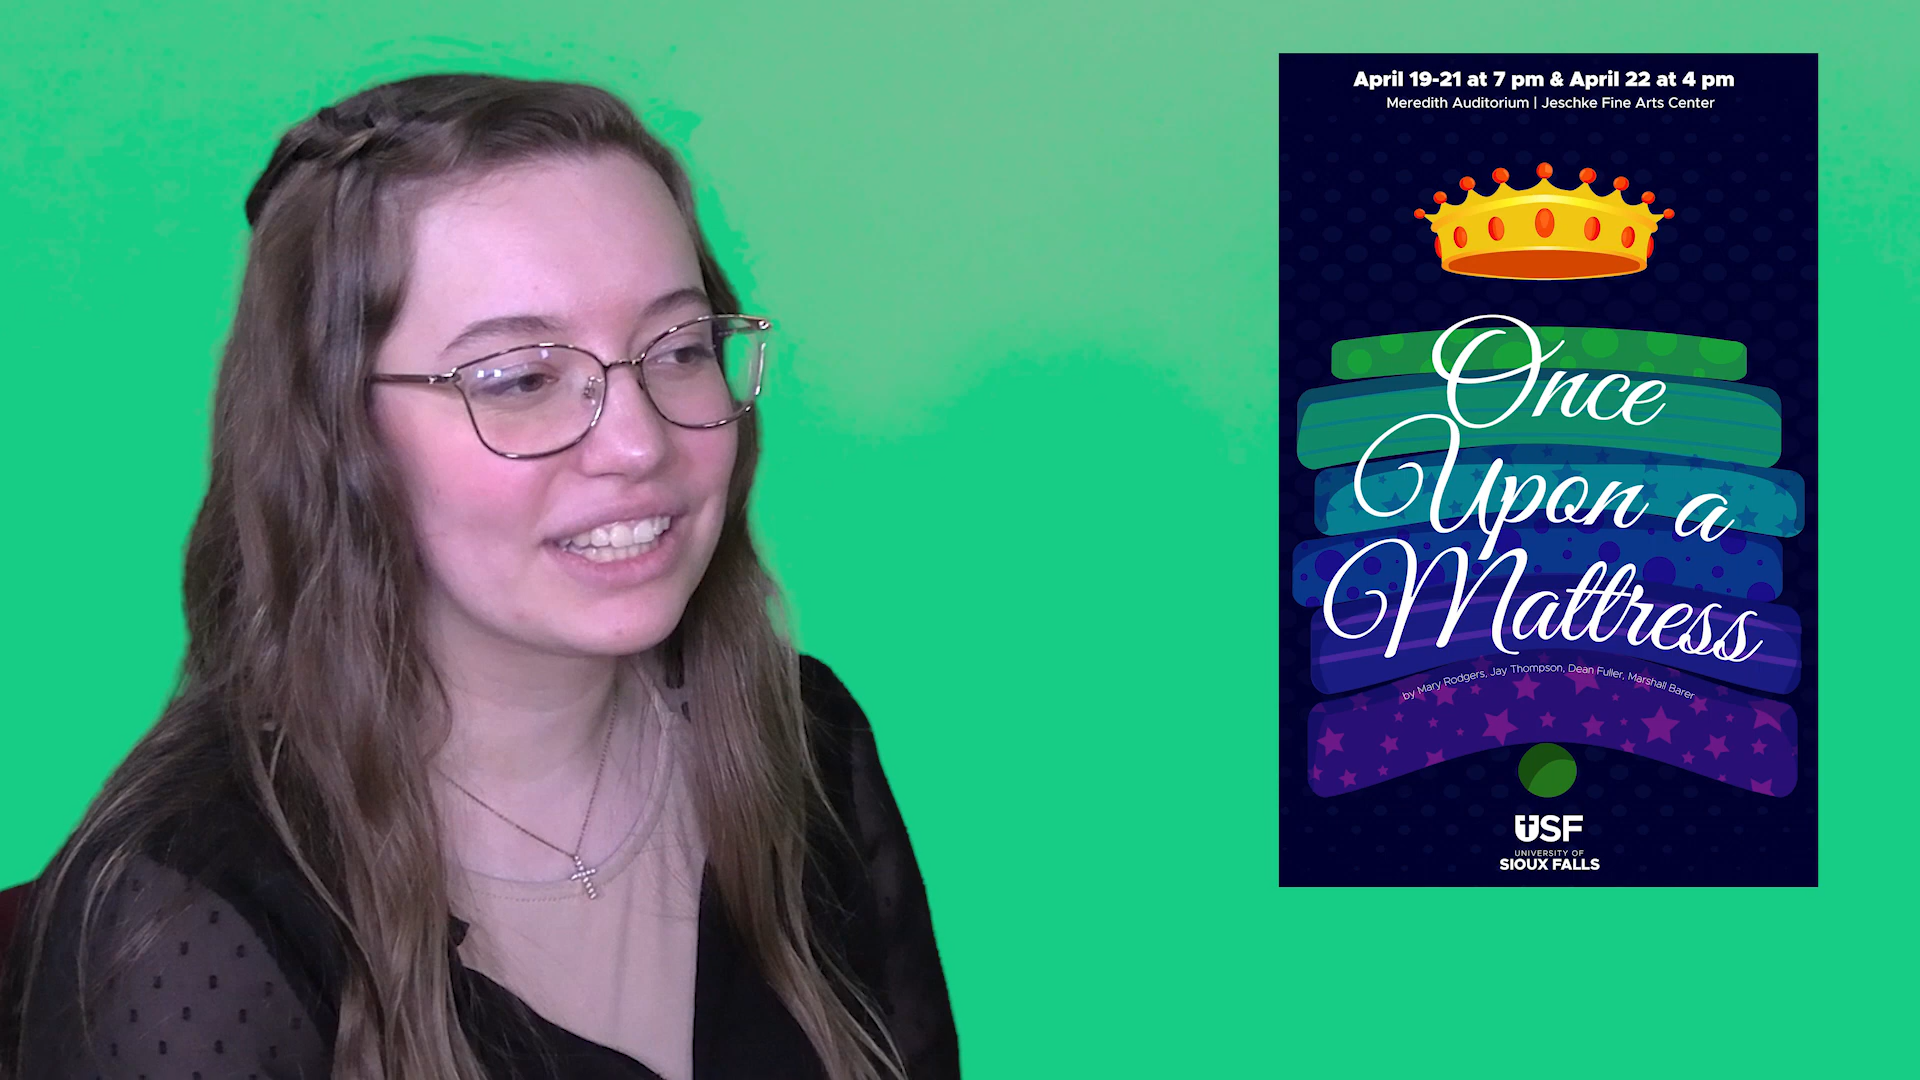 April 19-21 at 7 pm & April 22 at 4 pm
Meredith Auditorium | Jeschke Fine Arts Center
Once
Upon a
Mattress
by Mary Rodgers, Jay Thompson, Dean Fuller, Marshall Barer
USF
UNIVERSITY OF
SIOUX FALLS